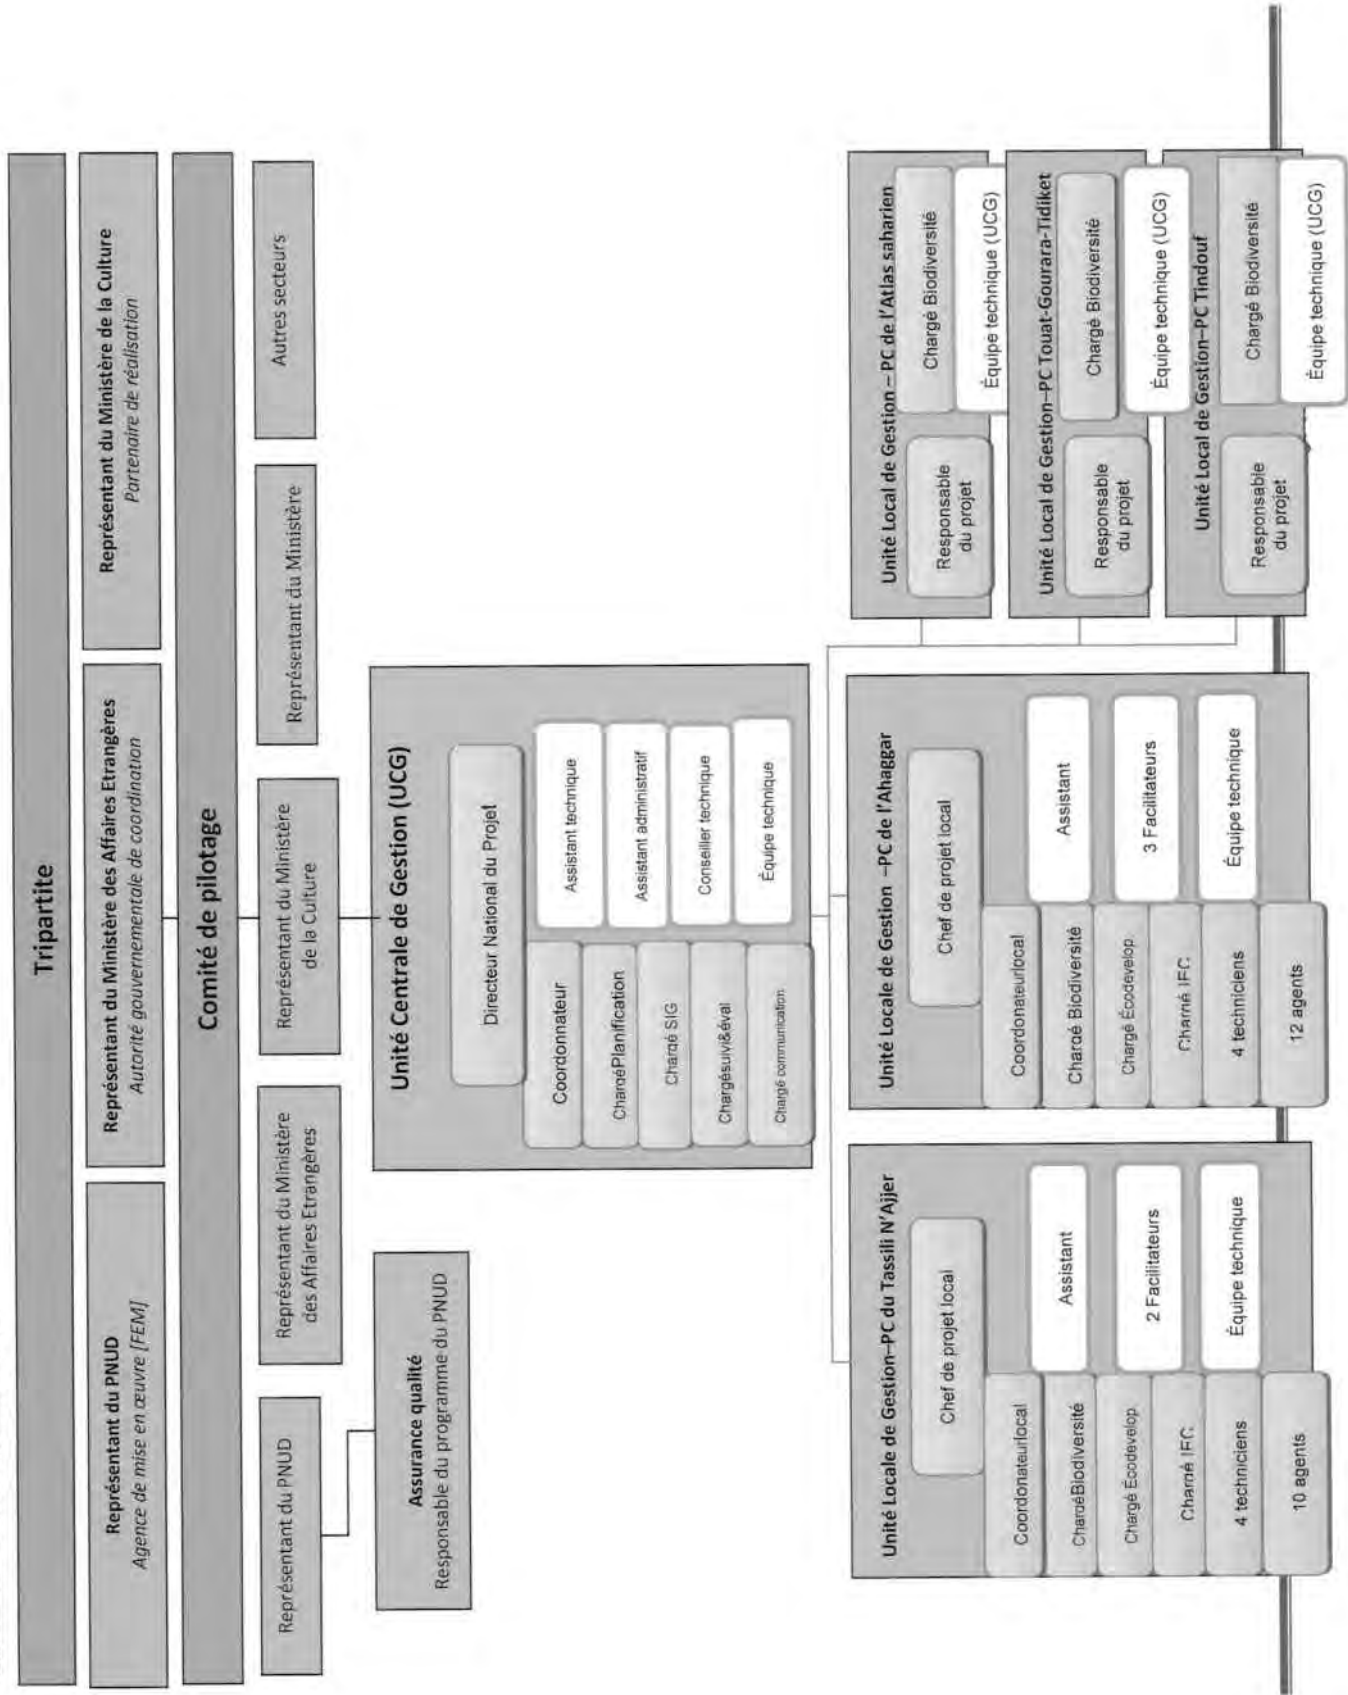 Tripartite
Représentant du PNUD
Agence de mise en œuvre [FEM]
Représentant du Ministère des Affaires Etrangères
Autorité gouvernementale de coordination
Représentant du Ministère de la Culture
Partenaire de réalisation
Comité de pilotage
Représentant du PNUD
Représentant du Ministère
des Affaires Etrangères
Représentant du Ministère
de la Culture
Représentant du Ministère
Autres secteurs
Assurance qualité
Responsable du programme du PNUD
Unité Centrale de Gestion (UCG)
Directeur National du Projet
Coordonnateur
Assistant technique
ChargéPlanification
Assistant administratif
Chargé SIG
Conseiller technique
Chargésuivi&éval
Équipe technique
Chargé communication
Unité Locale de Gestion–PC du Tassili N'Ajjer
Chef de projet local
Coordonateurlocal
Assistant
ChargéBiodiversité
Chargé Écodevelop
2 Facilitateurs
Chargé IEC
4 techniciens
Équipe technique
10 agents
Unité Locale de Gestion –PC de l'Ahaggar
Chef de projet local
Coordonateurlocal
Assistant
Chargé Biodiversité
Chargé Écodevelop
3 Facilitateurs
Chargé IEC
4 techniciens
Équipe technique
12 agents
Unité Local de Gestion – PC de l'Atlas saharien
Responsable
du projet
Chargé Biodiversité
Équipe technique (UCG)
Unité Local de Gestion–PC Touat-Gourara-Tidiket
Responsable
du projet
Chargé Biodiversité
Équipe technique (UCG)
Unité Local de Gestion–PC Tindouf
Responsable
du projet
Chargé Biodiversité
Équipe technique (UCG)